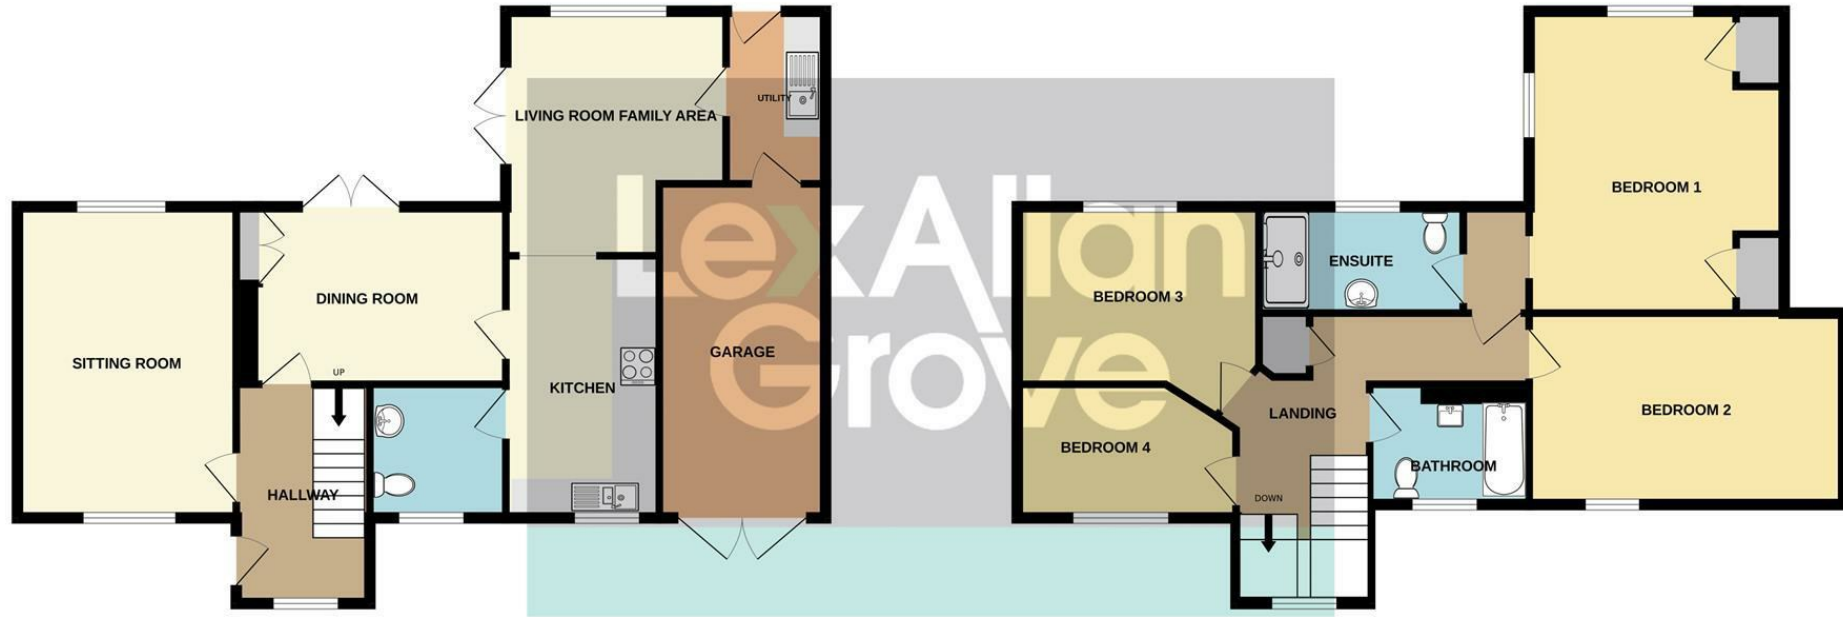 LIVING ROOM FAMILY AREA
UTILITY
DINING ROOM
UP
SITTING ROOM
KITCHEN
GARAGE
HALLWAY
LexAllan
Grove
BEDROOM 1
ENSUITE
BEDROOM 3
BEDROOM 2
LANDING
BEDROOM 4
BATHROOM
DOWN